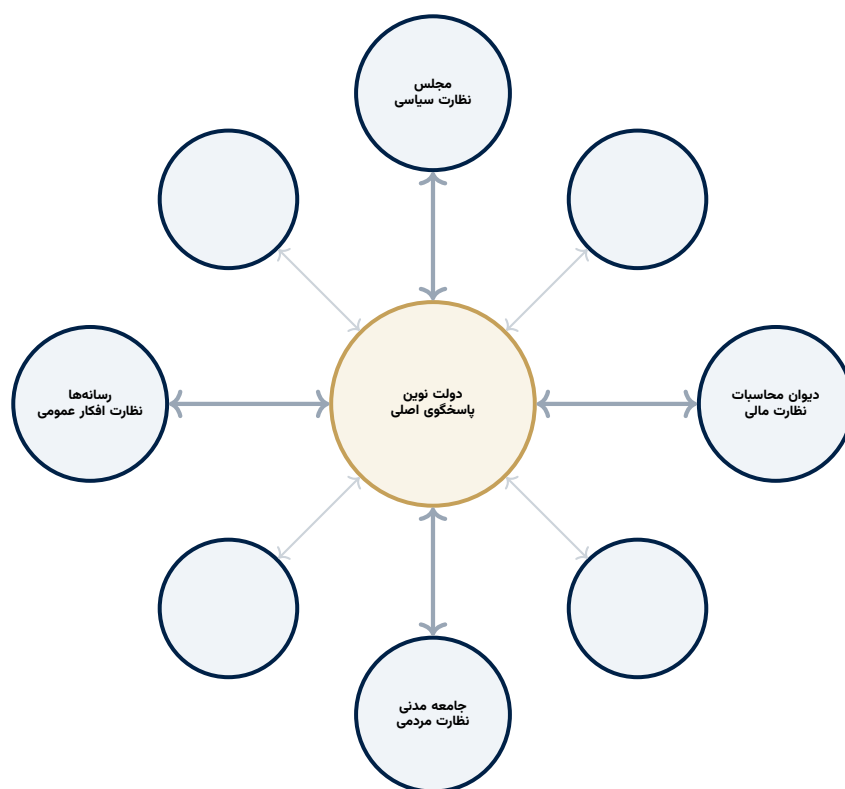 مجلس
نظارت سیاسی
دیوان محاسبات
نظارت مالی
دولت نوین
پاسخگوی اصلی
رسانه‌ها
نظارت افکار عمومی
جامعه مدنی
نظارت مردمی